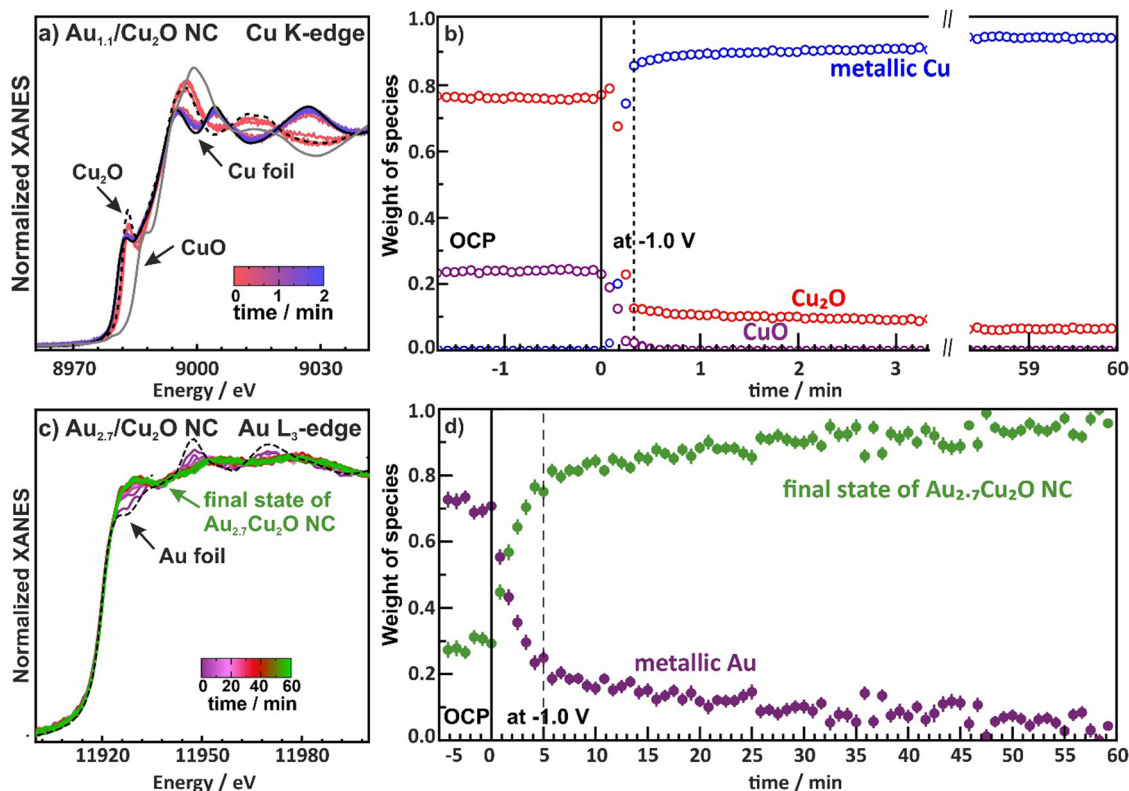 a) Au1.1/Cu2O NC Cu K-edge
Normalized XANES
Cu2O
Cu foil
CuO
0 1 2
time / min
8970 9000 9030
Energy / eV
b)
//
1.0
0.8
0.6
0.4
0.2
0.0
Weight of species
metallic Cu
OCP
at -1.0 V
Cu2O
CuO
//
-1 0 1 2 3 59 60
time / min
c) Au2.7/Cu2O NC Au L3-edge
Normalized XANES
final state of
Au2.7Cu2O NC
Au foil
0 20 40 60
time / min
11920 11950 11980
Energy / eV
d)
1.0
0.8
0.6
0.4
0.2
0.0
Weight of species
final state of Au2.7Cu2O NC
metallic Au
OCP
at -1.0 V
-5 0 5 10 15 20 25 30 35 40 45 50 55 60
time / min